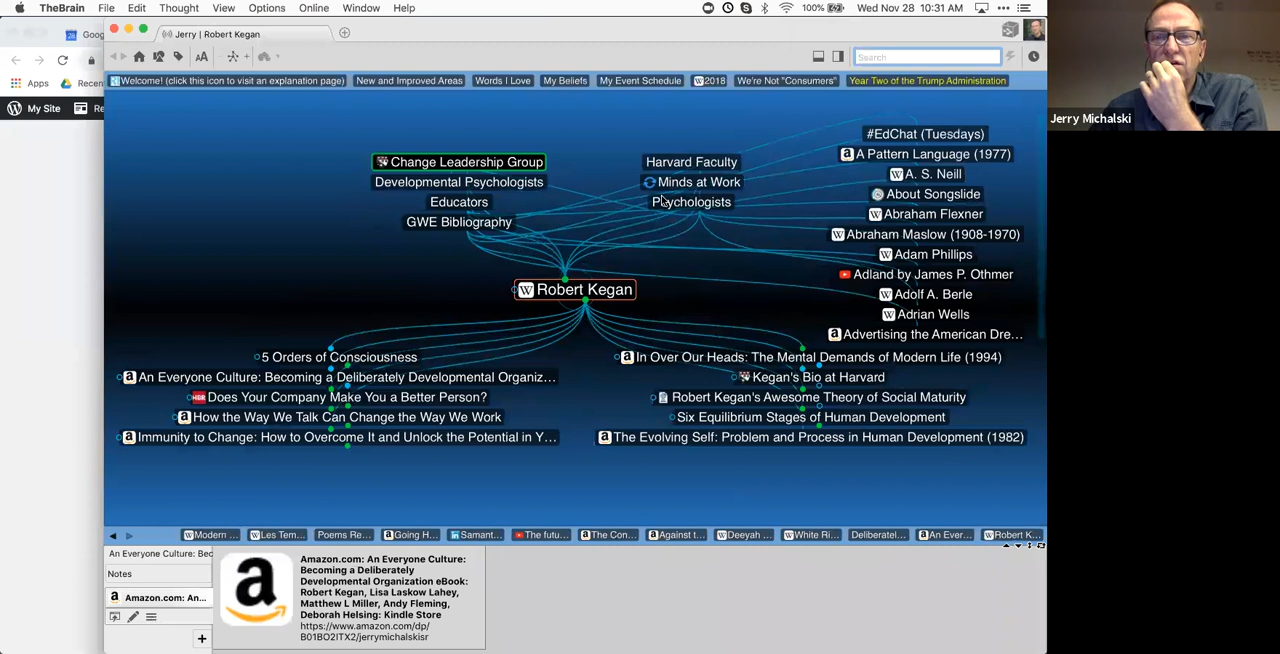 TheBrain File Edit Thought View Options Online Window Help 100% Wed Nov 28 10:31 AM
Goog
Jerry | Robert Kegan
Apps Recen
AA Search
Welcome! (click this icon to visit an explanation page) New and Improved Areas Words I Love My Beliefs My Event Schedule 2018 We're Not "Consumers" Year Two of the Trump Administration
My Site Re
Jerry Michalski
#EdChat (Tuesdays)
A Pattern Language (1977)
A. S. Neill
About Songslide
Abraham Flexner
Abraham Maslow (1908-1970)
Adam Phillips
Adland by James P. Othmer
Adolf A. Berle
Adrian Wells
Advertising the American Dre...
Change Leadership Group
Developmental Psychologists
Educators
GWE Bibliography
Harvard Faculty
Minds at Work
Psychologists
Robert Kegan
5 Orders of Consciousness
An Everyone Culture: Becoming a Deliberately Developmental Organiz...
Does Your Company Make You a Better Person?
How the Way We Talk Can Change the Way We Work
Immunity to Change: How to Overcome It and Unlock the Potential in Y...
In Over Our Heads: The Mental Demands of Modern Life (1994)
Kegan's Bio at Harvard
Robert Kegan's Awesome Theory of Social Maturity
Six Equilibrium Stages of Human Development
The Evolving Self: Problem and Process in Human Development (1982)
Modern ... Les Tem... Poems Re... Going H... Samant... The futu... The Con... Against t... Deeyah ... White Ri... Deliberatel... An Ever... Robert K...
An Everyone Culture: Bec
Notes
Amazon.com: An...
Amazon.com: An Everyone Culture:
Becoming a Deliberately
Developmental Organization eBook:
Robert Kegan, Lisa Laskow Lahey,
Matthew L Miller, Andy Fleming,
Deborah Helsing: Kindle Store
https://www.amazon.com/dp/
B01BO2ITX2/jerrymichalskisr